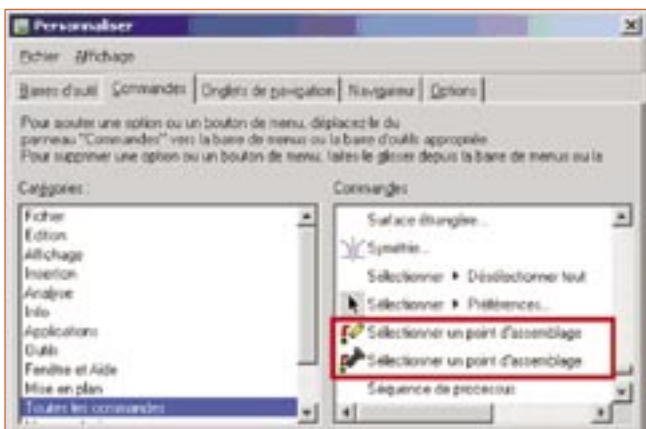 Personnaliser
Fichier Affichage
Barres d'outil Commandes Onglets de navigation Navigateur Options
Pour ajouter une option ou un bouton de menu, déplacez-le du
panneau "Commandes" vers la barre de menus ou la barre d'outils appropriée.
Pour supprimer une option ou un bouton de menu, faites-le glisser depuis la barre de menus ou la
Catégories :
Fichier
Edition
Affichage
Insertion
Analyse
Info
Applications
Outils
Fenêtre et Aide
Mise en plan
Toutes les commandes
Commandes
Surface étrangère...
Symétrie...
Sélectionner ▸ Désélectionner tout
Sélectionner ▸ Préférences...
Sélectionner un point d'assemblage
Sélectionner un point d'assemblage
Séquence de processus